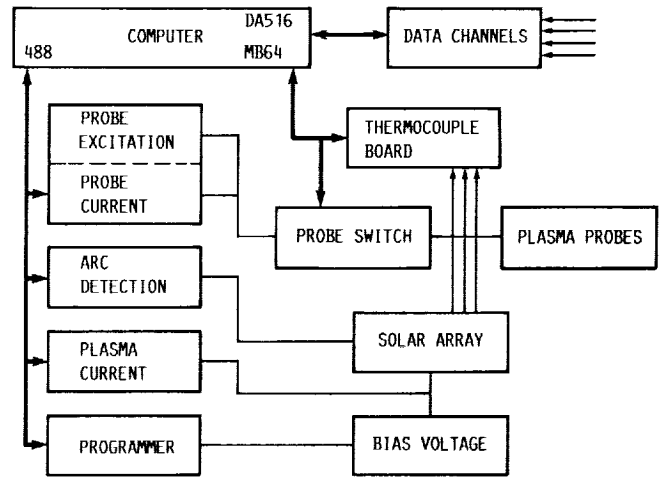 DA516
COMPUTER
488
MB64
DATA CHANNELS
PROBE
EXCITATION
PROBE
CURRENT
THERMOCOUPLE
BOARD
PROBE SWITCH
PLASMA PROBES
ARC
DETECTION
SOLAR ARRAY
PLASMA
CURRENT
PROGRAMMER
BIAS VOLTAGE